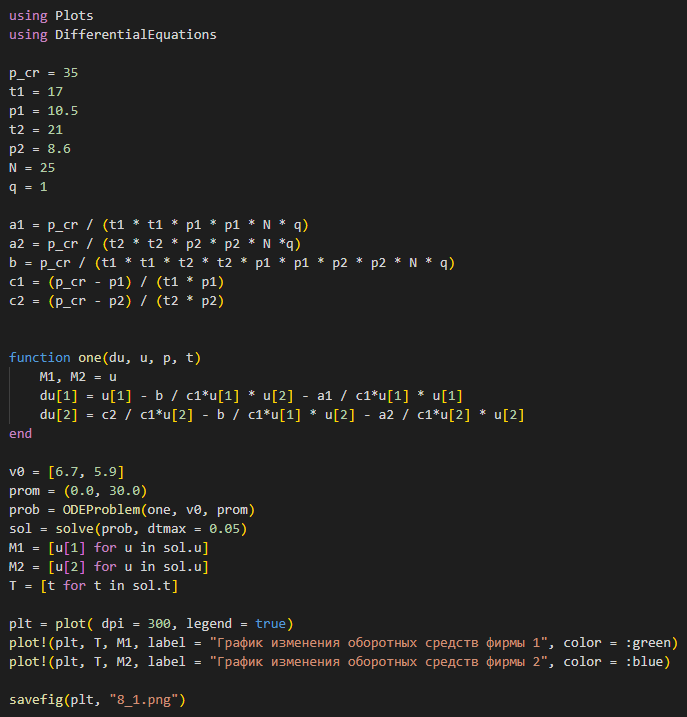 using Plots
using DifferentialEquations
p_cr = 35
t1 = 17
p1 = 10.5
t2 = 21
p2 = 8.6
N = 25
q = 1
a1 = p_cr / (t1 * t1 * p1 * p1 * N * q)
a2 = p_cr / (t2 * t2 * p2 * p2 * N *q)
b = p_cr / (t1 * t1 * t2 * t2 * p1 * p1 * p2 * p2 * N * q)
c1 = (p_cr - p1) / (t1 * p1)
c2 = (p_cr - p2) / (t2 * p2)
function one(du, u, p, t)
    M1, M2 = u
    du[1] = u[1] - b / c1*u[1] * u[2] - a1 / c1*u[1] * u[1]
    du[2] = c2 / c1*u[2] - b / c1*u[1] * u[2] - a2 / c1*u[2] * u[2]
end
v0 = [6.7, 5.9]
prom = (0.0, 30.0)
prob = ODEProblem(one, v0, prom)
sol = solve(prob, dtmax = 0.05)
M1 = [u[1] for u in sol.u]
M2 = [u[2] for u in sol.u]
T = [t for t in sol.t]
plt = plot( dpi = 300, legend = true)
plot!(plt, T, M1, label = "График изменения оборотных средств фирмы 1", color = :green)
plot!(plt, T, M2, label = "График изменения оборотных средств фирмы 2", color = :blue)
savefig(plt, "8_1.png")